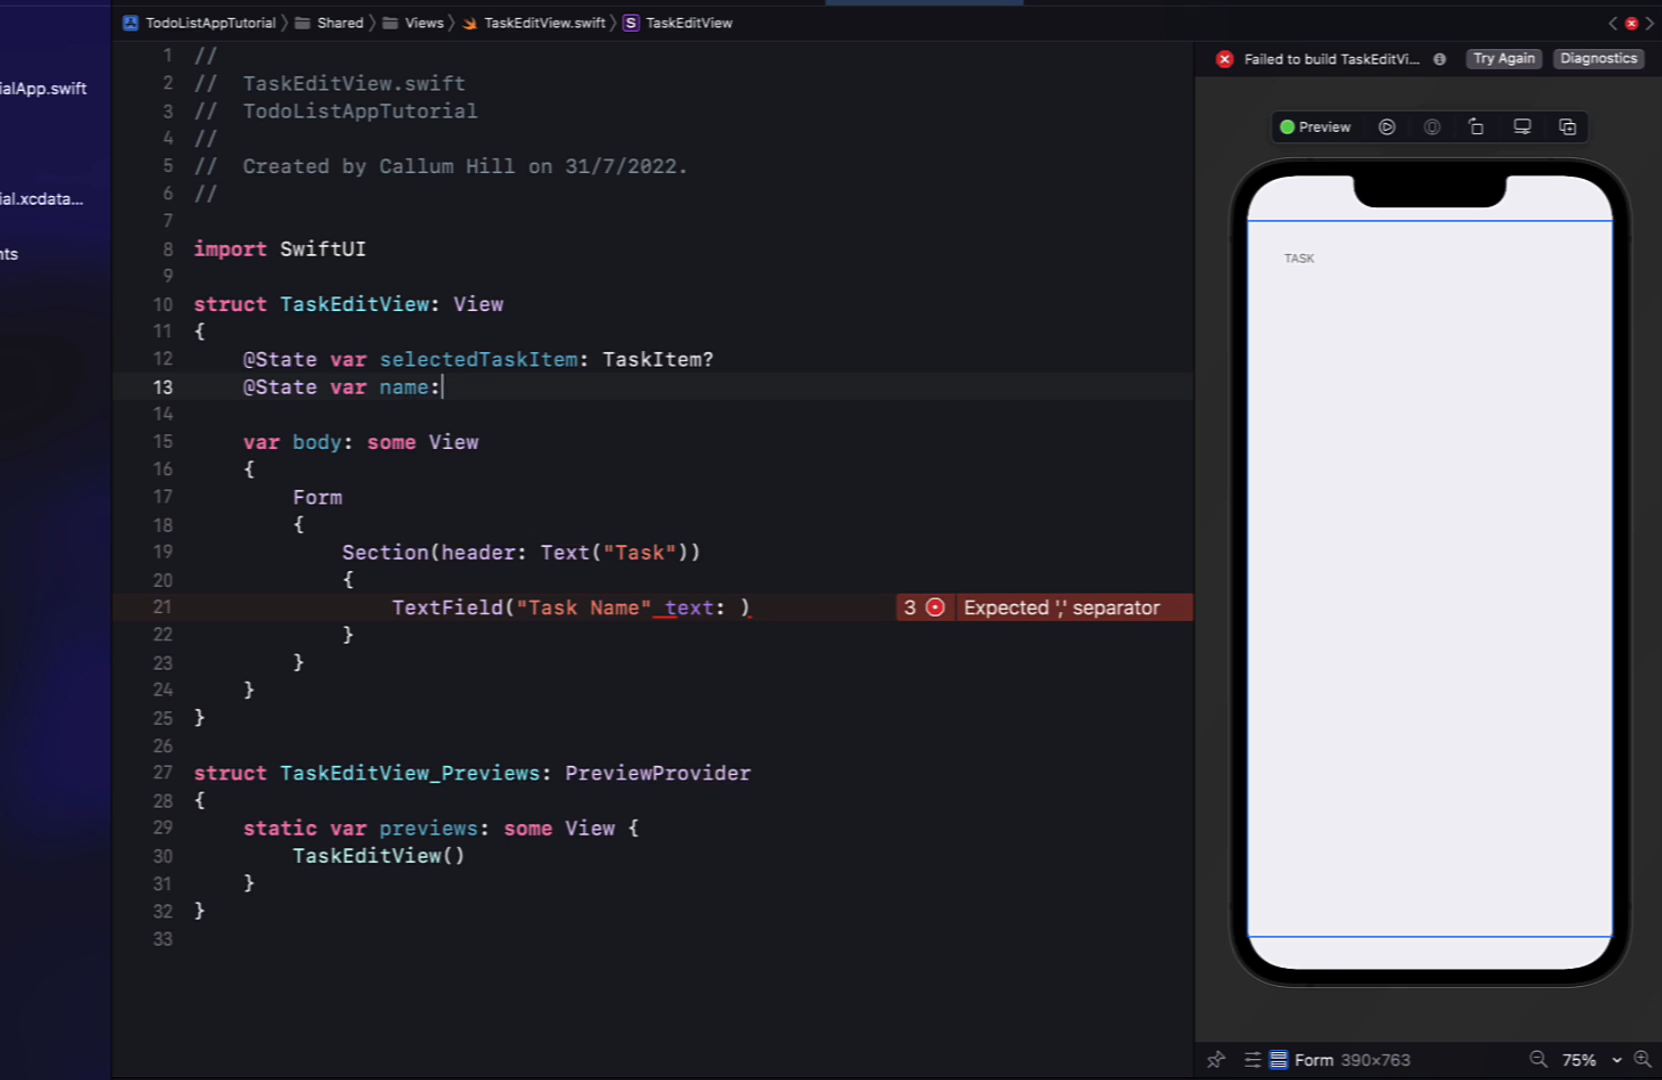 TodoListAppTutorial 〉 Shared 〉 Views 〉 TaskEditView.swift 〉 S TaskEditView
ialApp.swift
ial.xcdata...
nts
1 //
2 //  TaskEditView.swift
3 //  TodoListAppTutorial
4 //
5 //  Created by Callum Hill on 31/7/2022.
6 //
7
8 import SwiftUI
9
10 struct TaskEditView: View
11 {
12     @State var selectedTaskItem: TaskItem?
13     @State var name:
14
15     var body: some View
16     {
17         Form
18         {
19             Section(header: Text("Task"))
20             {
21                 TextField("Task Name" text: )
3 Expected ',' separator
22             }
23         }
24     }
25 }
26
27 struct TaskEditView_Previews: PreviewProvider
28 {
29     static var previews: some View {
30         TaskEditView()
31     }
32 }
33
Failed to build TaskEditVi... Try Again Diagnostics
Preview
TASK
Form 390×763 75%